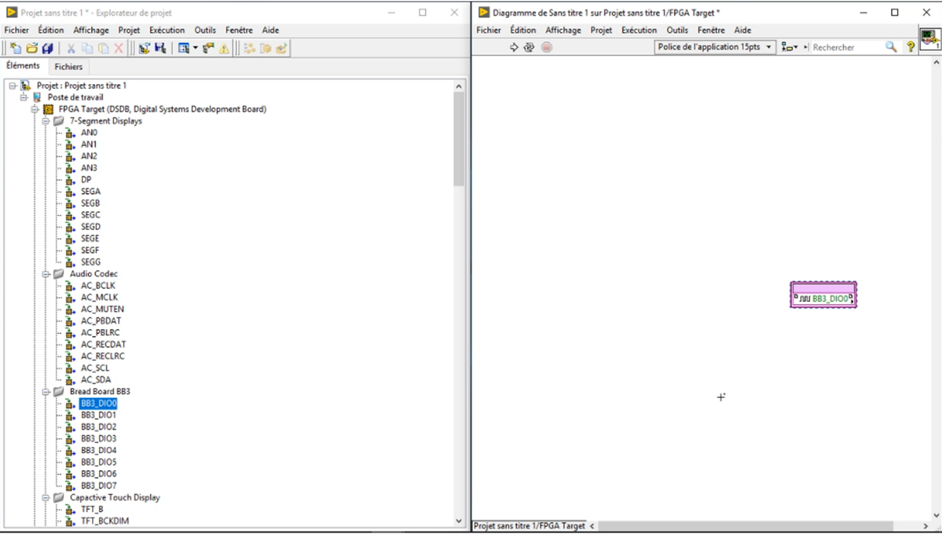 Projet sans titre 1 * - Explorateur de projet
Fichier Édition Affichage Projet Exécution Outils Fenêtre Aide
Éléments Fichiers
Projet : Projet sans titre 1
Poste de travail
FPGA Target (DSDB, Digital Systems Development Board)
7-Segment Displays
AN0
AN1
AN2
AN3
DP
SEGA
SEGB
SEGC
SEGD
SEGE
SEGF
SEGG
Audio Codec
AC_BCLK
AC_MCLK
AC_MUTEN
AC_PBDAT
AC_PBLRC
AC_RECDAT
AC_RECLRC
AC_SCL
AC_SDA
Bread Board BB3
BB3_DIO0
BB3_DIO1
BB3_DIO2
BB3_DIO3
BB3_DIO4
BB3_DIO5
BB3_DIO6
BB3_DIO7
Capactive Touch Display
TFT_B
TFT_BCKDIM
Diagramme de Sans titre 1 sur Projet sans titre 1/FPGA Target *
Fichier Édition Affichage Projet Exécution Outils Fenêtre Aide
Police de l'application 15pts Rechercher
BB3_DIO0
Projet sans titre 1/FPGA Target